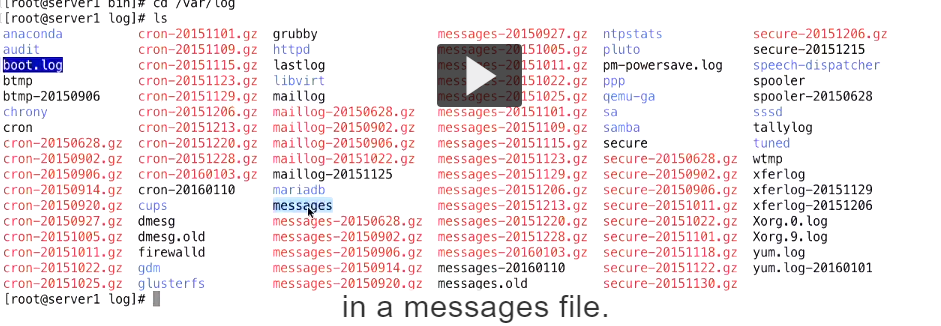 [[root@server1 bin]# cd /var/log
[[root@server1 log]# ls
anaconda cron-20151101.gz grubby messages-20150927.gz ntpstats secure-20151206.gz
audit cron-20151109.gz httpd messages-20151005.gz pluto secure-20151215
boot.log cron-20151115.gz lastlog messages-20151011.gz pm-powersave.log speech-dispatcher
btmp cron-20151123.gz libvirt messages-20151022.gz ppp spooler
btmp-20150906 cron-20151129.gz maillog messages-20151025.gz qemu-ga spooler-20150628
chrony cron-20151206.gz maillog-20150628.gz messages-20151101.gz sa sssd
cron cron-20151213.gz maillog-20150902.gz messages-20151109.gz samba tallylog
cron-20150628.gz cron-20151220.gz maillog-20150906.gz messages-20151115.gz secure tuned
cron-20150902.gz cron-20151228.gz maillog-20151022.gz messages-20151123.gz secure-20150628.gz wtmp
cron-20150906.gz cron-20160103.gz maillog-20151125 messages-20151129.gz secure-20150902.gz xferlog
cron-20150914.gz cron-20160110 mariadb messages-20151206.gz secure-20150906.gz xferlog-20151129
cron-20150920.gz cups messages messages-20151213.gz secure-20151011.gz xferlog-20151206
cron-20150927.gz dmesg messages-20150628.gz messages-20151220.gz secure-20151022.gz Xorg.0.log
cron-20151005.gz dmesg.old messages-20150902.gz messages-20151228.gz secure-20151101.gz Xorg.9.log
cron-20151011.gz firewalld messages-20150906.gz messages-20160103.gz secure-20151118.gz yum.log
cron-20151022.gz gdm messages-20150914.gz messages-20160110 secure-20151122.gz yum.log-20160101
cron-20151025.gz glusterfs messages-20150920.gz messages.old secure-20151130.gz
[root@server1 log]#
in a messages file.